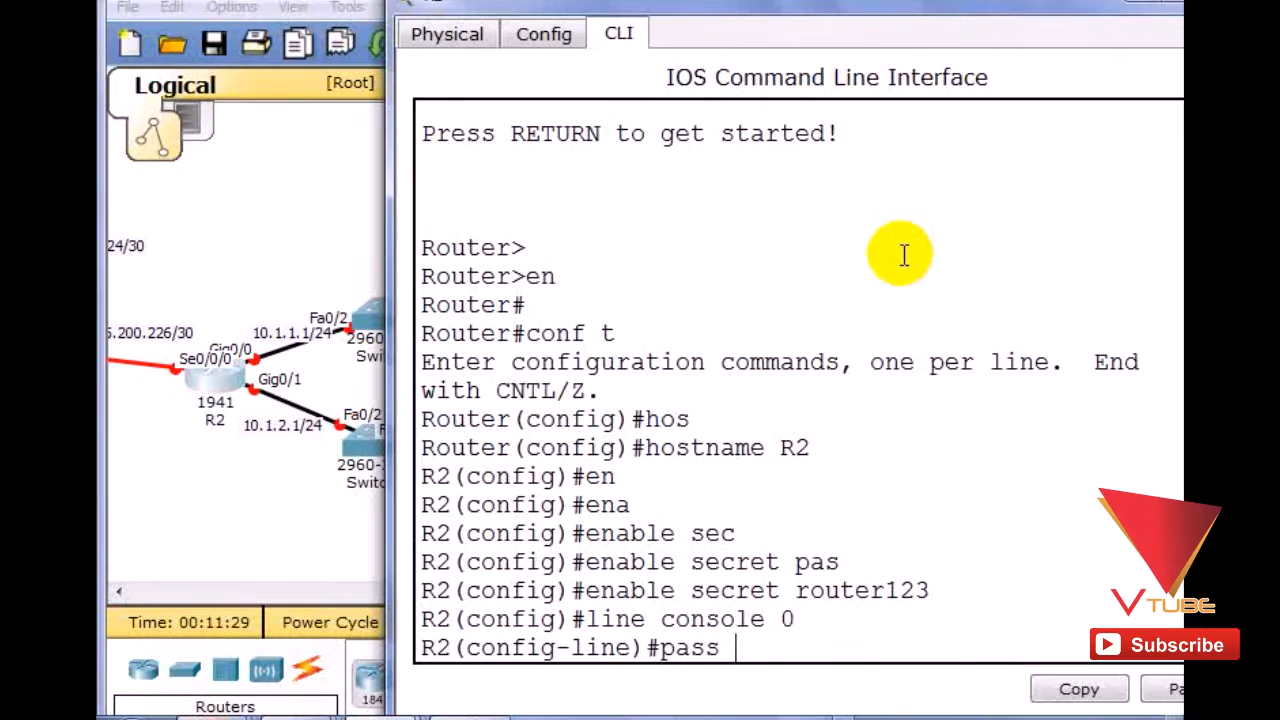 File Edit View Tools
Physical Config CLI
Logical [Root]
IOS Command Line Interface
Press RETURN to get started!
Router>
Router>en
Router#
Router#conf t
Enter configuration commands, one per line. End
with CNTL/Z.
Router(config)#hos
Router(config)#hostname R2
R2(config)#en
R2(config)#ena
R2(config)#enable sec
R2(config)#enable secret pas
R2(config)#enable secret router123
R2(config)#line console 0
R2(config-line)#pass
24/30
Fa0/2
.200.226/30
10.1.1.1/24
2960
Gig0/0
Swi
Se0/0/0
Gig0/1
1941
R2
Fa0/2
10.1.2.1/24
2960-
Switc
Time: 00:11:29 Power Cycle
184
Routers
Copy Pa
VTUBE
Subscribe